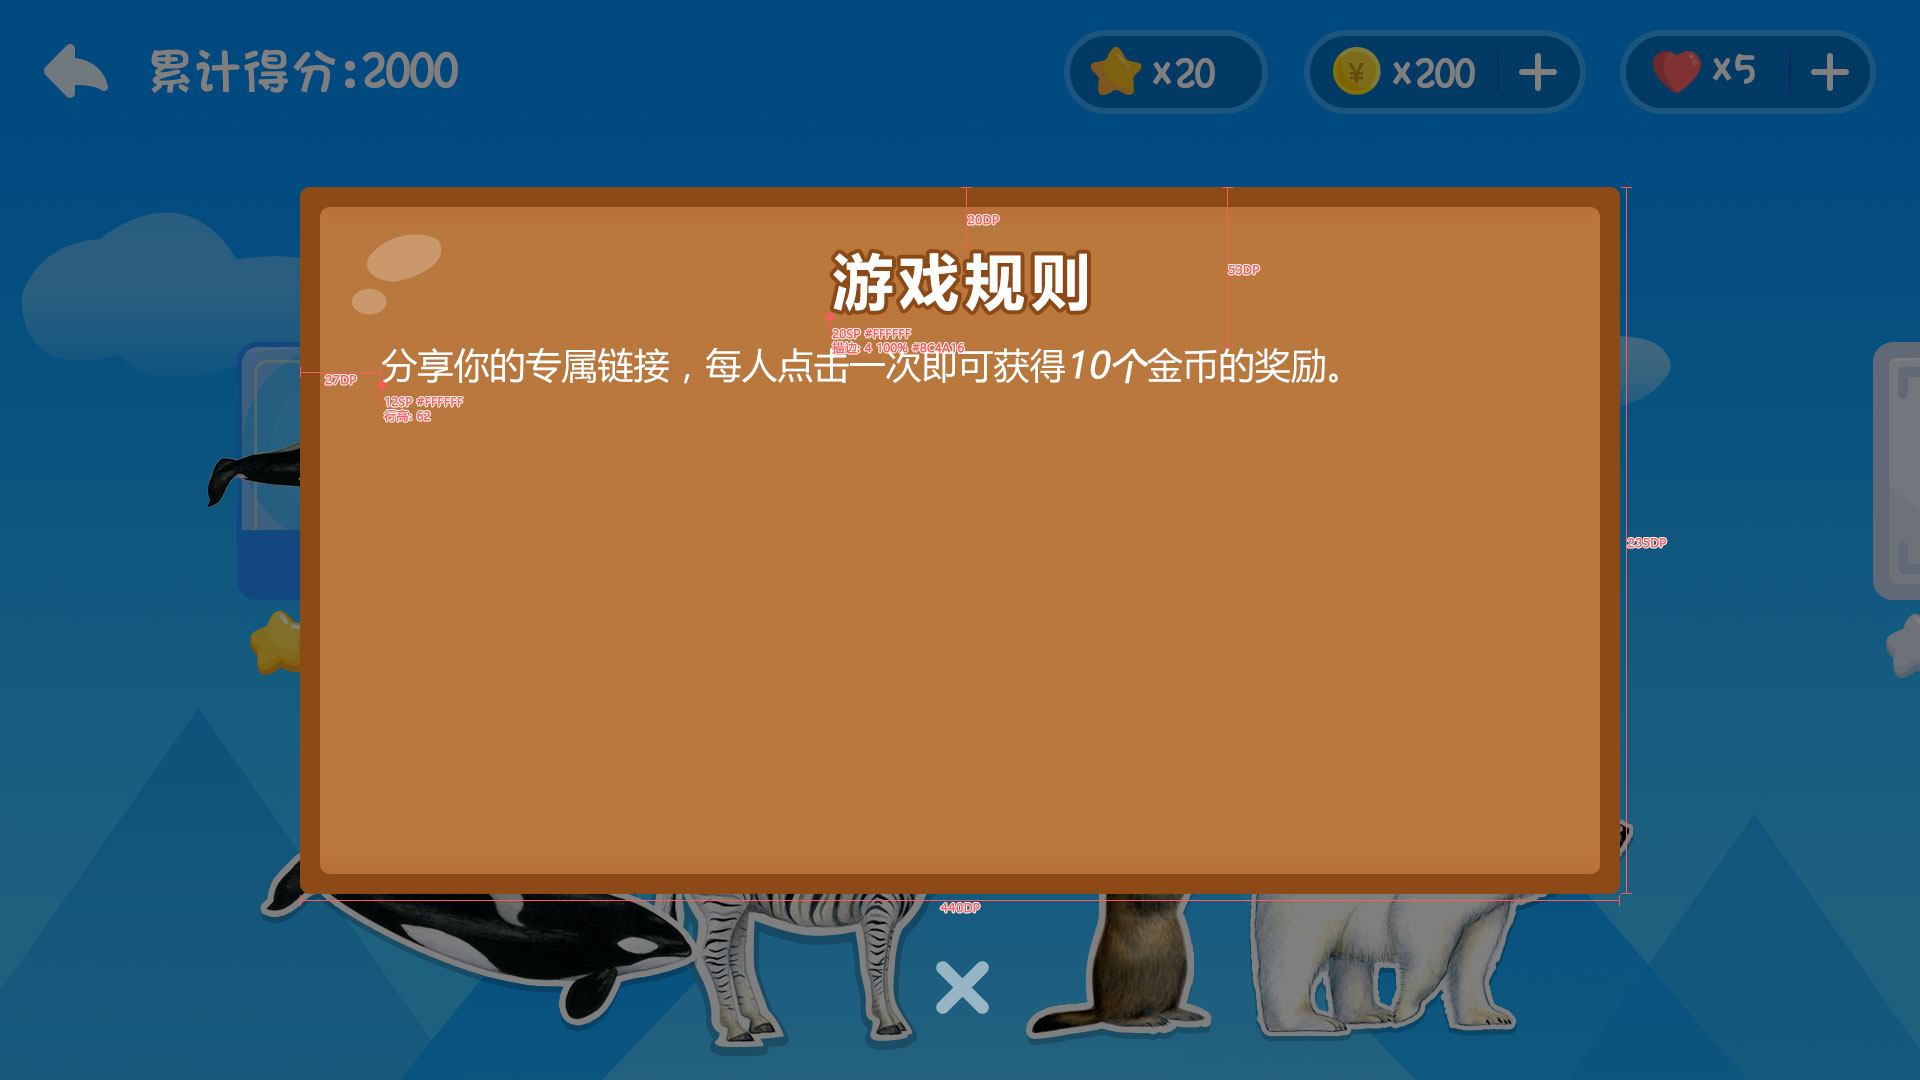 累计得分:2000
x20
¥
x200
x5
20DP
53DP
游戏规则
20SP #FFFFFF
描边: 4 100% #8C4A16
分享你的专属链接，每人点击一次即可获得10个金币的奖励。
27DP
12SP #FFFFFF
行高: 62
235DP
440DP